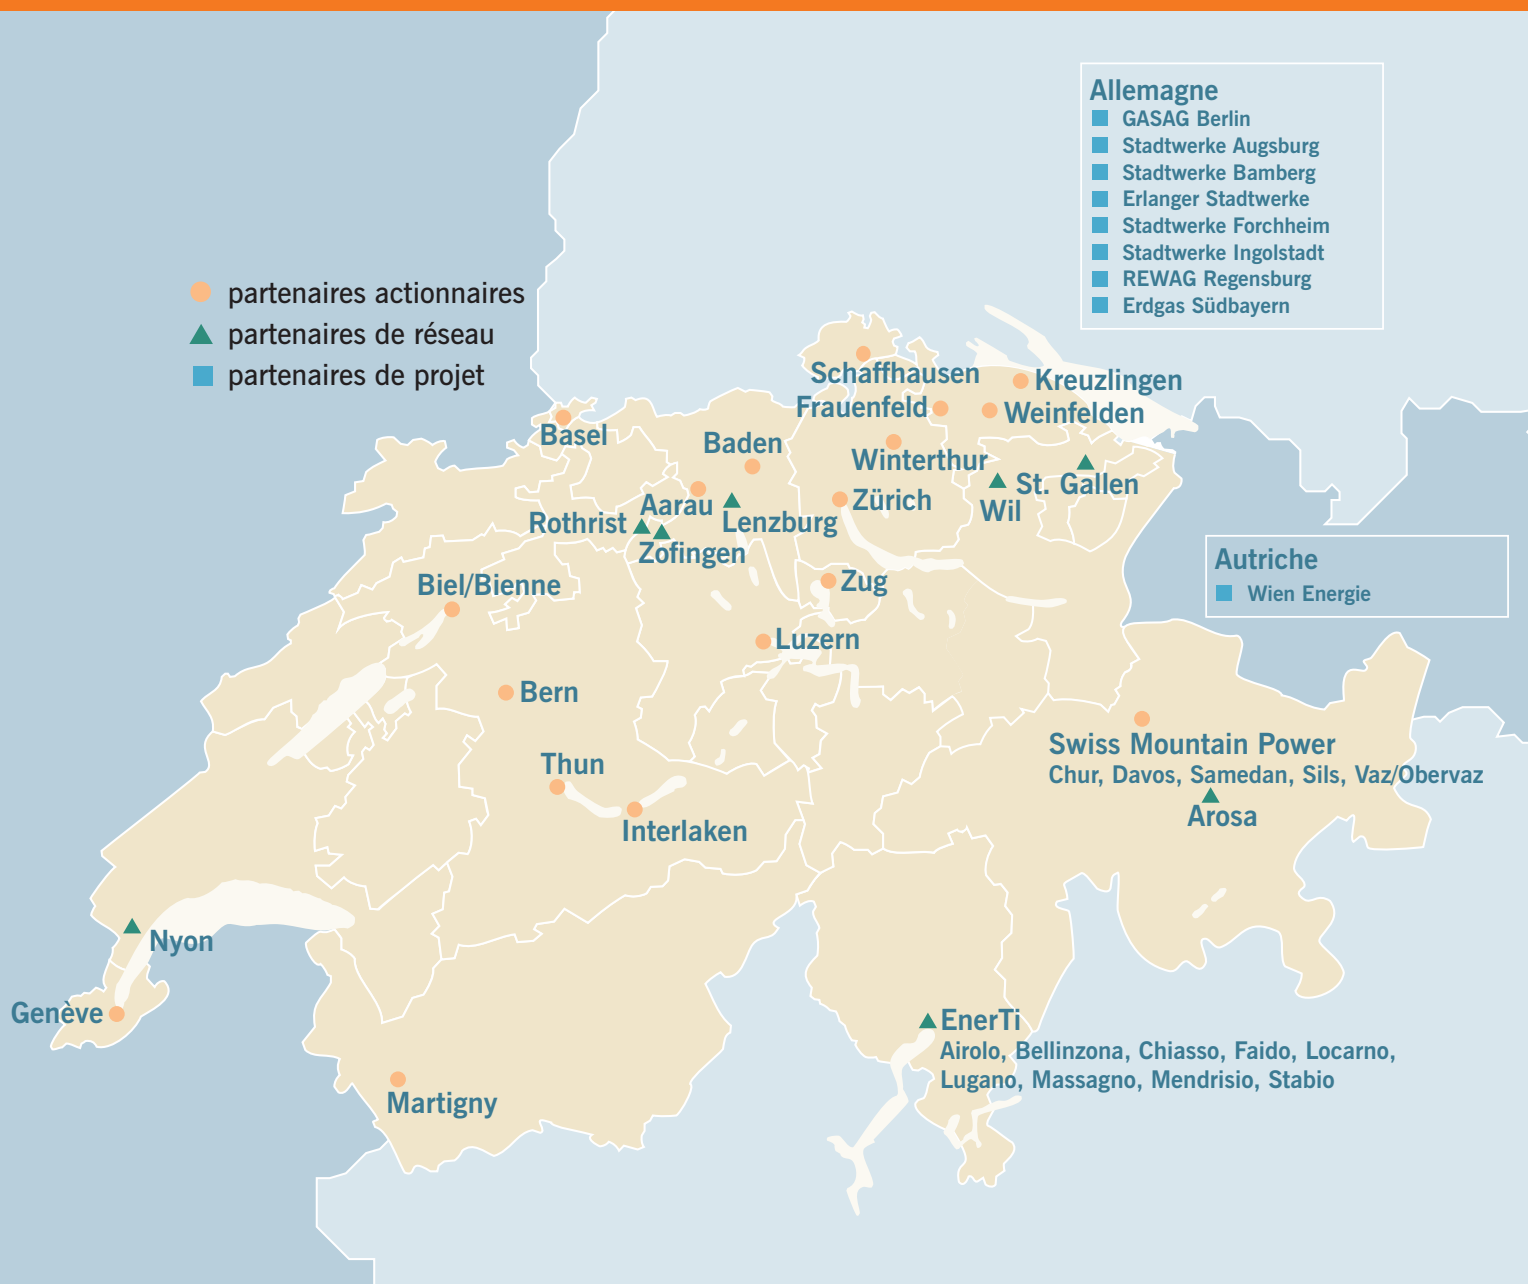 Allemagne
GASAG Berlin
Stadtwerke Augsburg
Stadtwerke Bamberg
Erlanger Stadtwerke
Stadtwerke Forchheim
Stadtwerke Ingolstadt
REWAG Regensburg
Erdgas Südbayern
partenaires actionnaires
partenaires de réseau
partenaires de projet
Schaffhausen
Kreuzlingen
Frauenfeld
Weinfelden
Basel
Baden
Winterthur
St. Gallen
Wil
Zürich
Aarau
Lenzburg
Rothrist
Zofingen
Autriche
Wien Energie
Biel/Bienne
Zug
Luzern
Bern
Swiss Mountain Power
Chur, Davos, Samedan, Sils, Vaz/Obervaz
Arosa
Thun
Interlaken
Nyon
Genève
EnerTi
Airolo, Bellinzona, Chiasso, Faido, Locarno,
Lugano, Massagno, Mendrisio, Stabio
Martigny